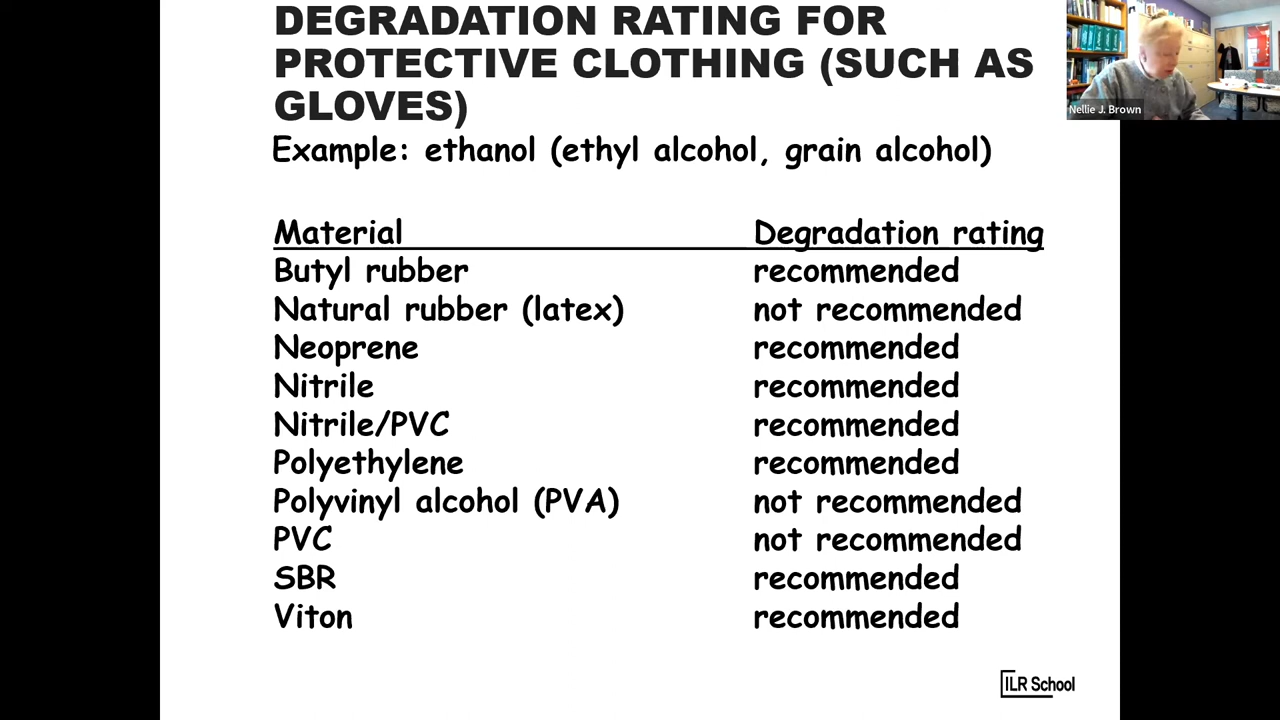 DEGRADATION RATING FOR
PROTECTIVE CLOTHING (SUCH AS
GLOVES)
Nellie J. Brown
Example: ethanol (ethyl alcohol, grain alcohol)
Material Degradation rating
Butyl rubber recommended
Natural rubber (latex) not recommended
Neoprene recommended
Nitrile recommended
Nitrile/PVC recommended
Polyethylene recommended
Polyvinyl alcohol (PVA) not recommended
PVC not recommended
SBR recommended
Viton recommended
ILR School